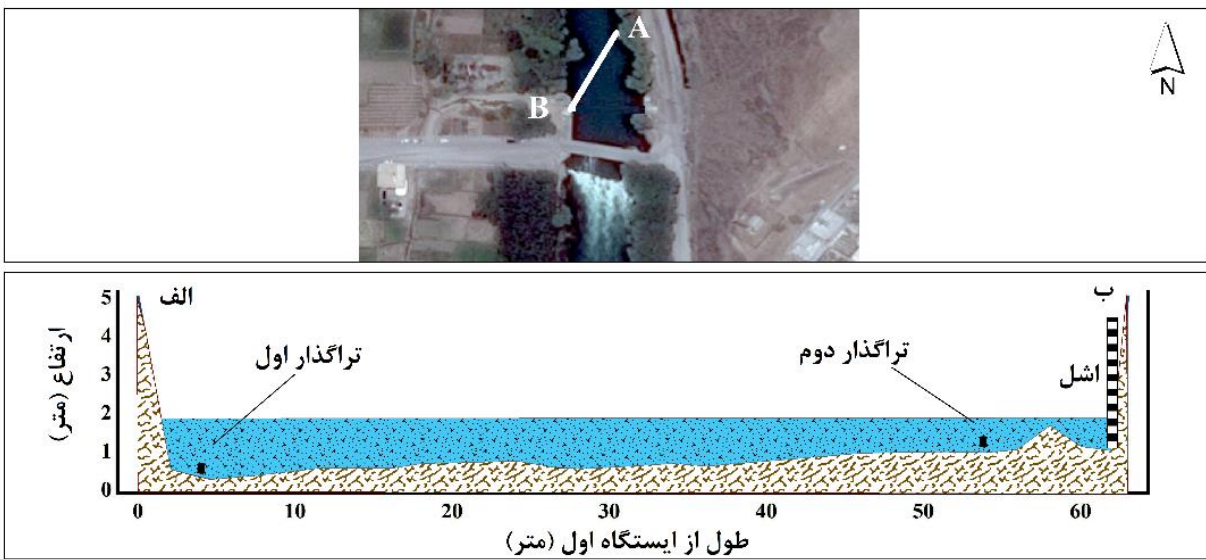 A
B
N
الف
ب
تراگذار اول
تراگذار دوم
اشل
ارتفاع (متر)
5
4
3
2
1
0
0 10 20 30 40 50 60
طول از ایستگاه اول (متر)